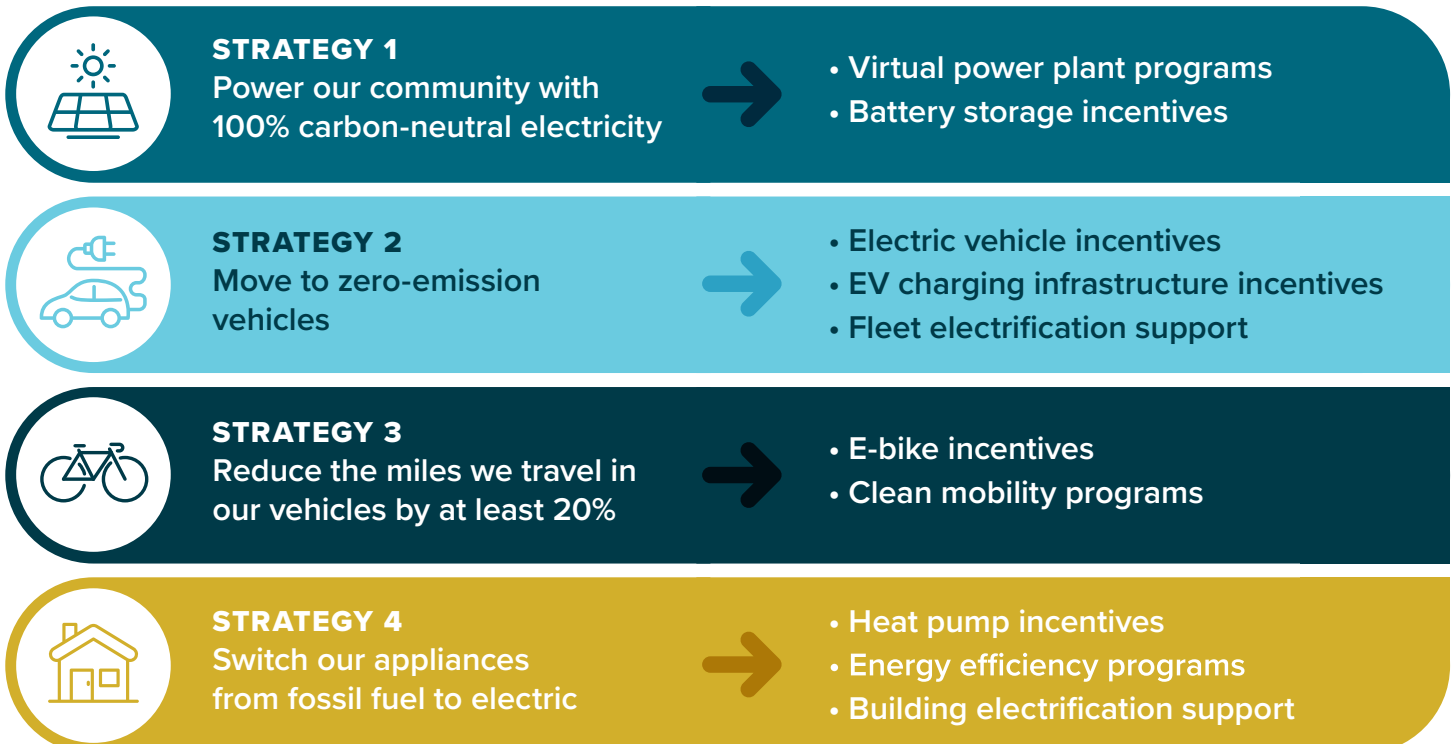 STRATEGY 1
Power our community with
100% carbon-neutral electricity
• Virtual power plant programs
• Battery storage incentives
STRATEGY 2
Move to zero-emission
vehicles
• Electric vehicle incentives
• EV charging infrastructure incentives
• Fleet electrification support
STRATEGY 3
Reduce the miles we travel in
our vehicles by at least 20%
• E-bike incentives
• Clean mobility programs
STRATEGY 4
Switch our appliances
from fossil fuel to electric
• Heat pump incentives
• Energy efficiency programs
• Building electrification support